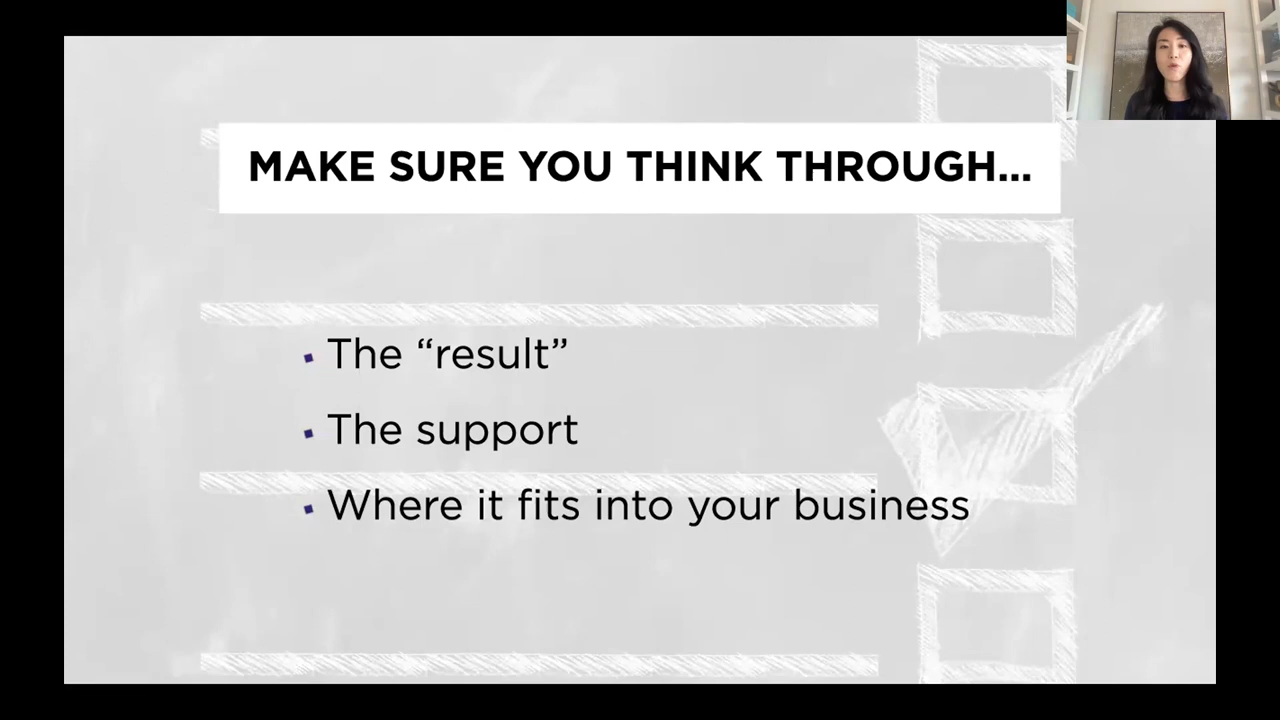 MAKE SURE YOU THINK THROUGH...
▪ The “result”
▪ The support
▪ Where it fits into your business